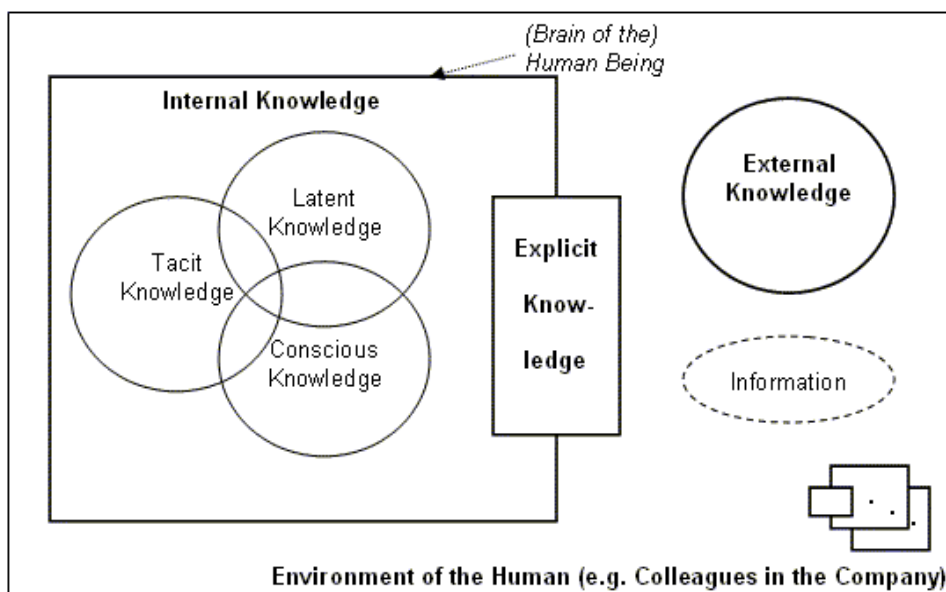 (Brain of the)
Human Being
Internal Knowledge
Latent
Knowledge
Tacit
Knowledge
Conscious
Knowledge
Explicit
Know-
ledge
External
Knowledge
Information
Environment of the Human (e.g. Colleagues in the Company)